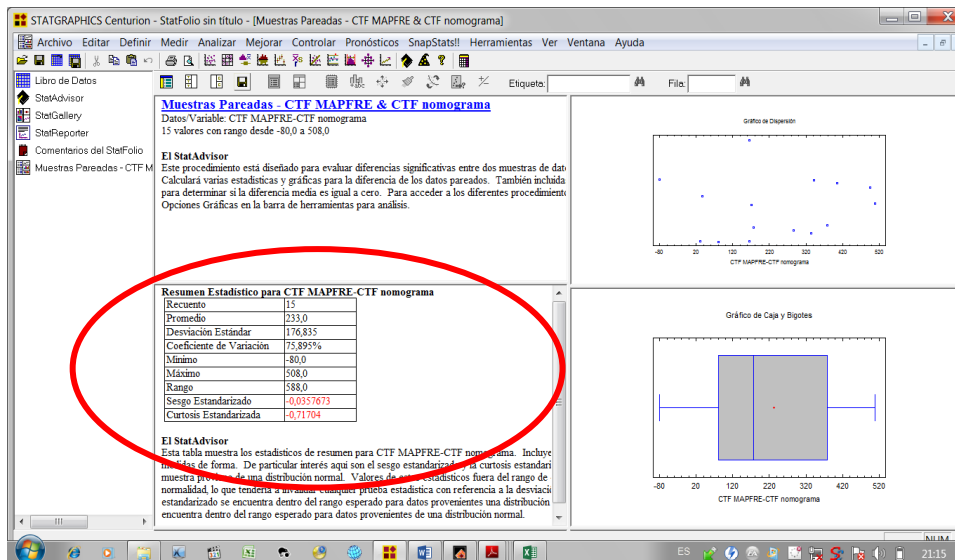 STATGRAPHICS Centurion - StatFolio sin título - [Muestras Pareadas - CTF MAPFRE & CTF nomograma]
Archivo Editar Definir Medir Analizar Mejorar Controlar Pronósticos SnapStats!! Herramientas Ver Ventana Ayuda
Etiqueta: Fila:
Libro de Datos
StatAdvisor
StatGallery
StatReporter
Comentarios del StatFolio
Muestras Pareadas - CTF M
Muestras Pareadas - CTF MAPFRE & CTF nomograma
Datos/Variable: CTF MAPFRE-CTF nomograma
15 valores con rango desde -80,0 a 508,0
El StatAdvisor
Este procedimiento está diseñado para evaluar diferencias significativas entre dos muestras de dato
Calculará varias estadísticas y gráficas para la diferencia de los datos pareados. También incluida
para determinar si la diferencia media es igual a cero. Para acceder a los diferentes procedimiento
Opciones Gráficas en la barra de herramientas para análisis.
Gráfico de Dispersión
-80 20 120 220 320 420 520
CTF MAPFRE-CTF nomograma
Resumen Estadístico para CTF MAPFRE-CTF nomograma
Recuento 15
Promedio 233,0
Desviación Estándar 176,835
Coeficiente de Variación 75,895%
Mínimo -80,0
Máximo 508,0
Rango 588,0
Sesgo Estandarizado -0,0357673
Curtosis Estandarizada -0,71704
El StatAdvisor
Esta tabla muestra los estadísticos de resumen para CTF MAPFRE-CTF nomograma. Incluye
medidas de forma. De particular interés aquí son el sesgo estandarizado y la curtosis estandari
muestra proviene de una distribución normal. Valores de estos estadísticos fuera del rango de
normalidad, lo que tendería a invalidar cualquier prueba estadística con referencia a la desviació
estandarizado se encuentra dentro del rango esperado para datos provenientes una distribución
encuentra dentro del rango esperado para datos provenientes de una distribución normal.
Gráfico de Caja y Bigotes
-80 20 120 220 320 420 520
CTF MAPFRE-CTF nomograma
NUM
ES 21:15